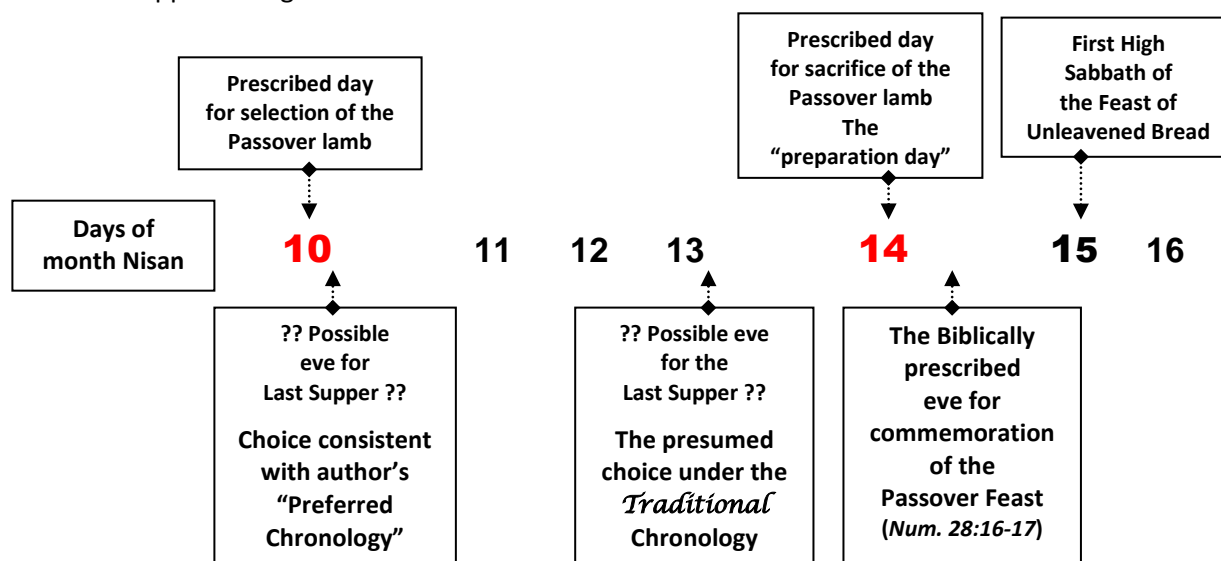 Prescribed day
for selection of the
Passover lamb
Prescribed day
for sacrifice of the
Passover lamb
The
“preparation day”
First High
Sabbath of
the Feast of
Unleavened Bread
Days of
month Nisan
10 11 12 13 14 15 16
?? Possible
eve for
Last Supper ??
Choice consistent
with author’s
“Preferred
Chronology”
?? Possible eve
for the
Last Supper ??
The presumed
choice under the
Traditional
Chronology
The Biblically
prescribed
eve for
commemoration
of the
Passover Feast
(Num. 28:16-17)